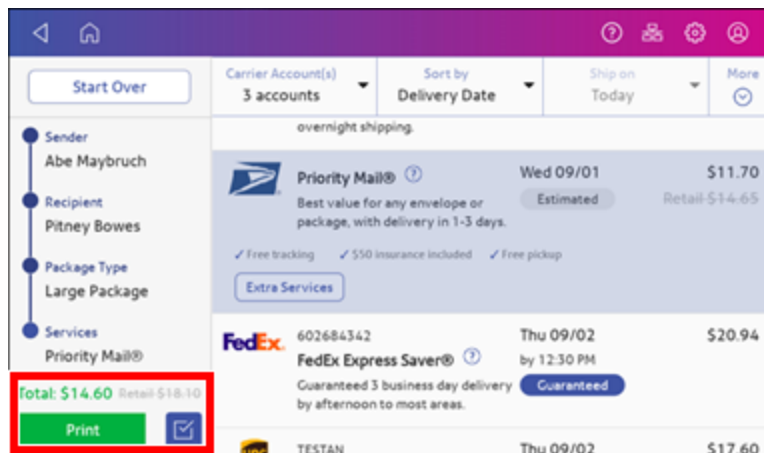 Start Over
Sender
Abe Maybruch
Recipient
Pitney Bowes
Package Type
Large Package
Services
Priority Mail®
Total: $14.60 Retail $18.10
Print
Carrier Account(s)
3 accounts
Sort by
Delivery Date
Ship on
Today
More
overnight shipping.
Priority Mail® ?
Wed 09/01
$11.70
Best value for any envelope or
package, with delivery in 1-3 days.
Estimated
Retail $14.65
✓ Free tracking ✓ $50 insurance included ✓ Free pickup
Extra Services
FedEx.
602684342
Thu 09/02
$20.94
FedEx Express Saver® ?
by 12:30 PM
Guaranteed 3 business day delivery
by afternoon to most areas.
Guaranteed
TESTAN
Thu 09/02
$17.60